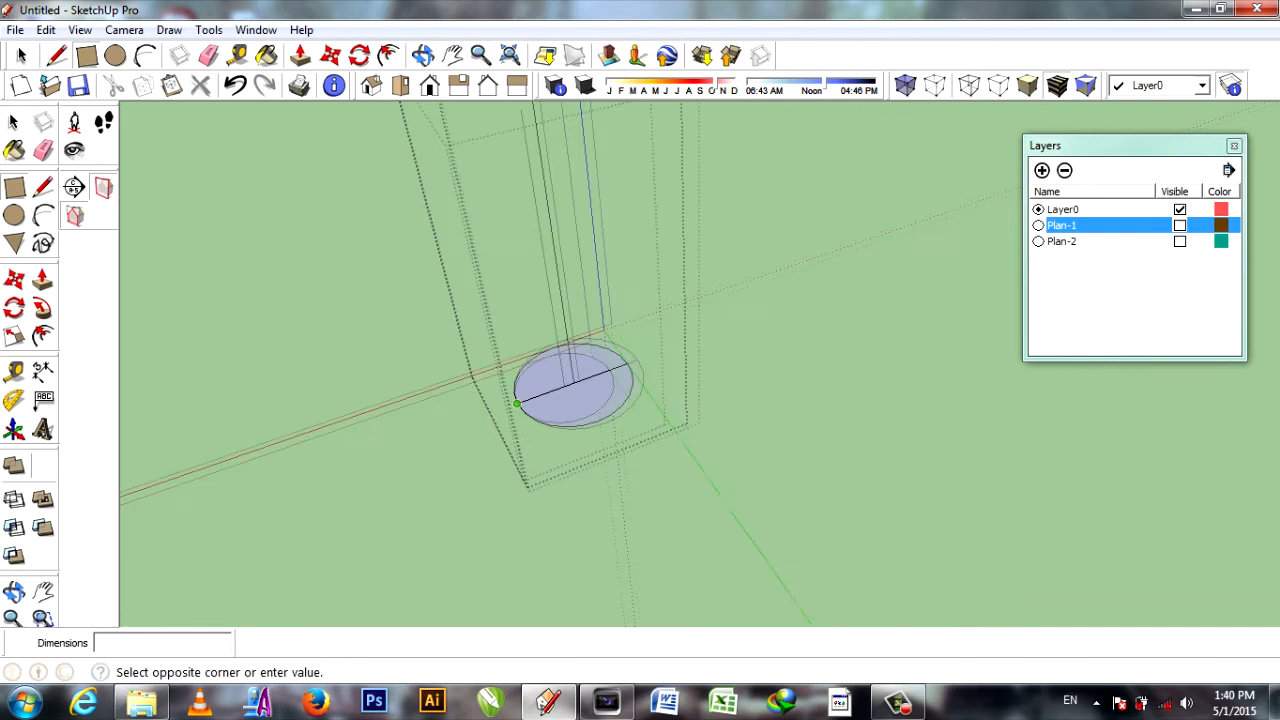 Untitled - SketchUp Pro
File Edit View Camera Draw Tools Window Help
J F M A M J J A S O N D 06:43 AM Noon 04:46 PM Layer0
Layers
Name Visible Color
Layer0
Plan-1
Plan-2
Dimensions
Select opposite corner or enter value.
EN 1:40 PM
5/1/2015